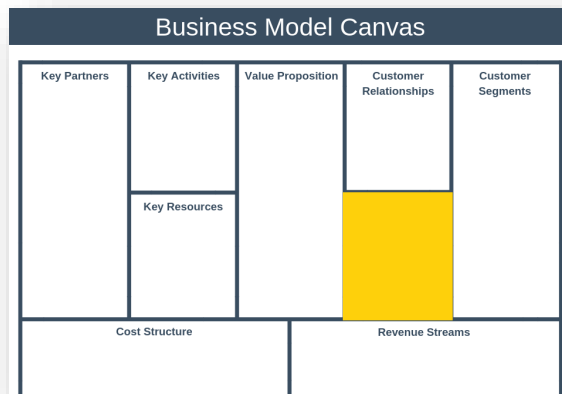 Business Model Canvas
Key Partners
Key Activities
Value Proposition
Customer
Relationships
Customer
Segments
Key Resources
Cost Structure
Revenue Streams